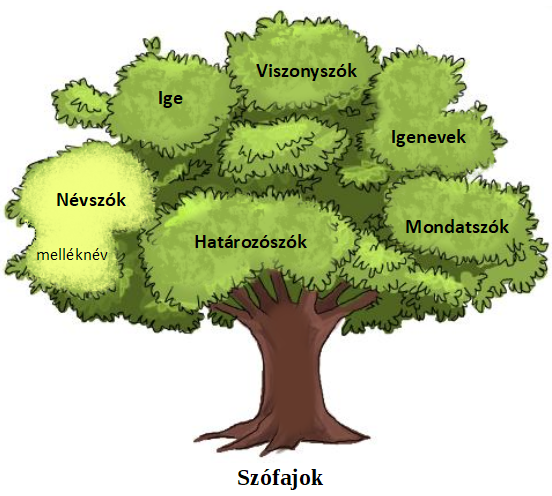 Viszonyszók
Ige
Igenevek
Névszók
melléknév
Határozószók
Mondatszók
Szófajok